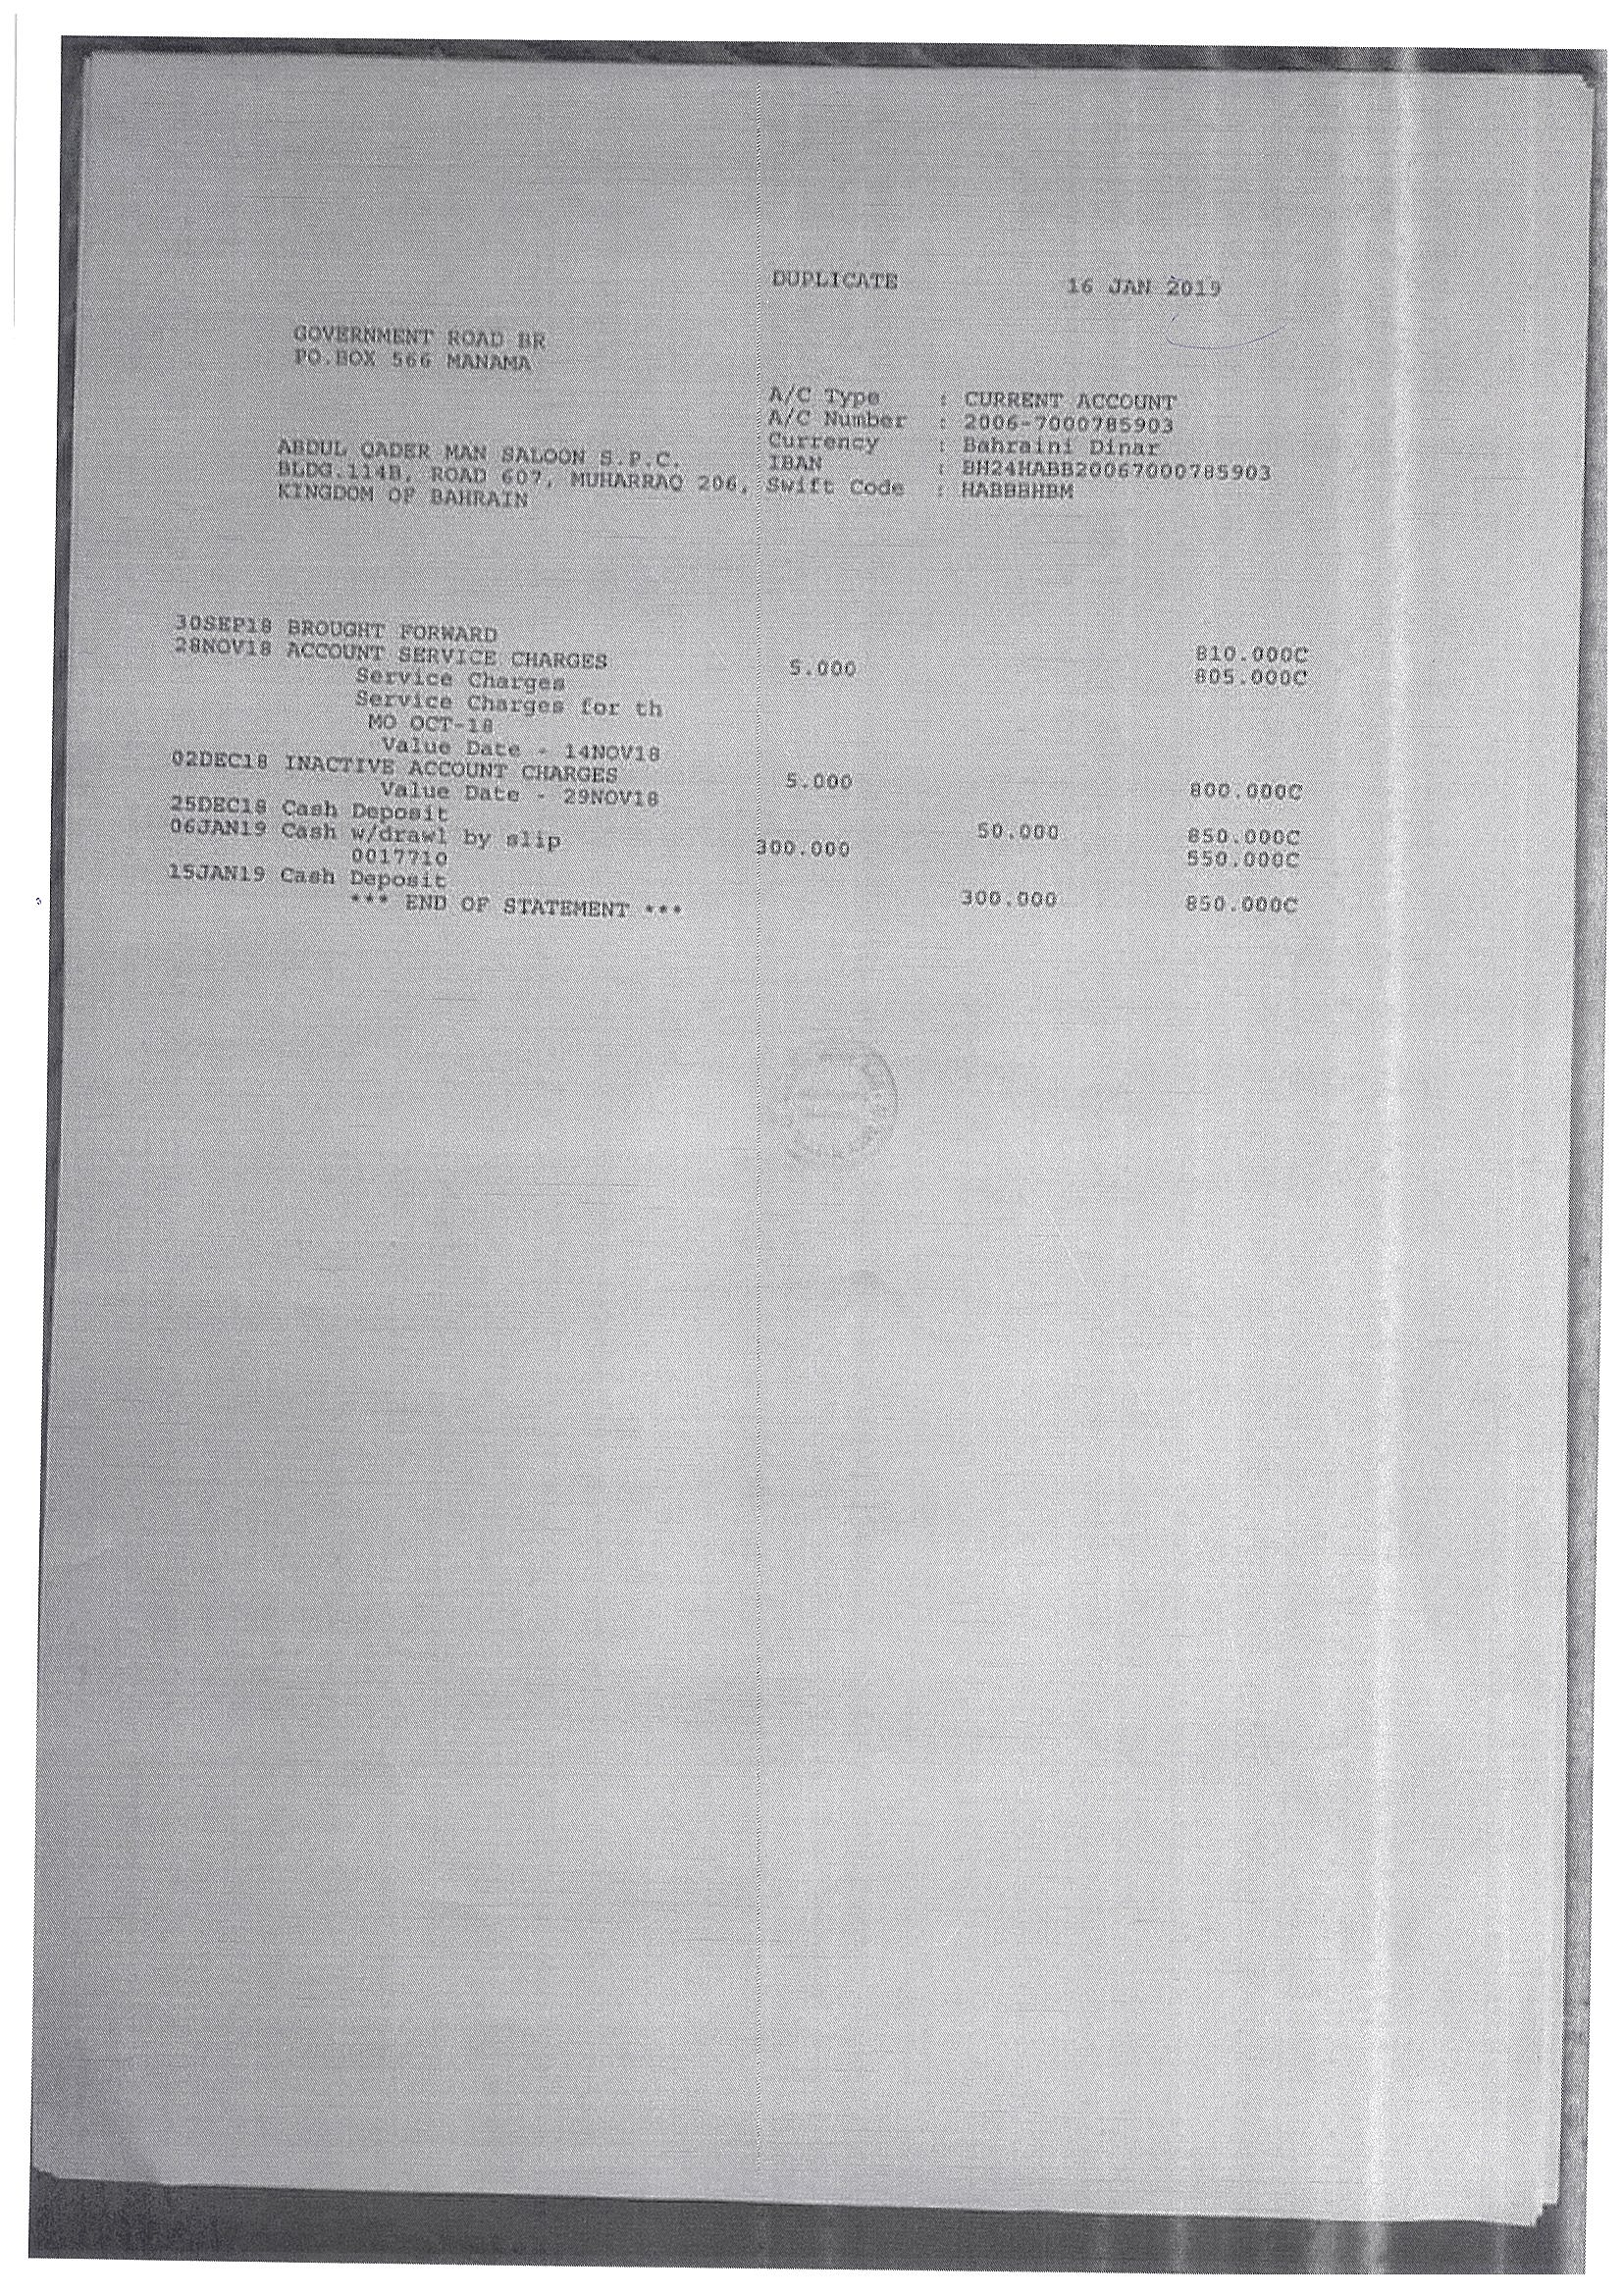 DUPLICATE 16 JAN 2019
GOVERNMENT ROAD BR
PO.BOX 566 MANAMA
A/C Type : CURRENT ACCOUNT
A/C Number : 2006-7000785903
Currency : Bahraini Dinar
IBAN : BH24HABB20067000785903
Swift Code : HABBBHBM
ABDUL QADER MAN SALOON S.P.C.
BLDG.114B, ROAD 607, MUHARRAQ 206,
KINGDOM OF BAHRAIN
30SEP18 BROUGHT FORWARD 810.000C
28NOV18 ACCOUNT SERVICE CHARGES 5.000 805.000C
Service Charges
Service Charges for th
MO OCT-18
Value Date - 14NOV18
02DEC18 INACTIVE ACCOUNT CHARGES 5.000 800.000C
Value Date - 29NOV18
25DEC18 Cash Deposit 50.000 850.000C
06JAN19 Cash w/drawl by slip 300.000 550.000C
0017710
15JAN19 Cash Deposit 300.000 850.000C
*** END OF STATEMENT ***